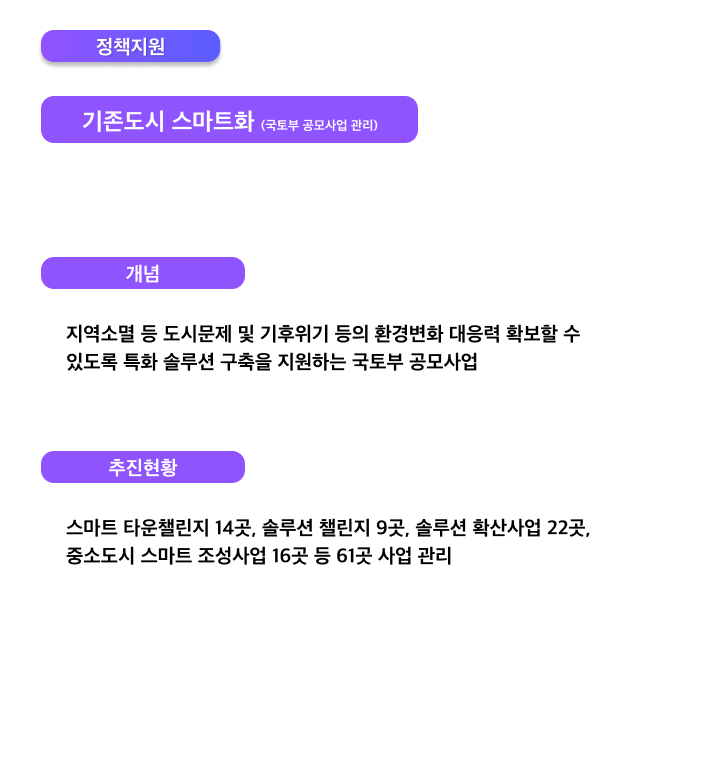 정책지원
기존도시 스마트화 (국토부 공모사업 관리)
개념
지역소멸 등 도시문제 및 기후위기 등의 환경변화 대응력 확보할 수
있도록 특화 솔루션 구축을 지원하는 국토부 공모사업
추진현황
스마트 타운챌린지 14곳, 솔루션 챌린지 9곳, 솔루션 확산사업 22곳,
중소도시 스마트 조성사업 16곳 등 61곳 사업 관리